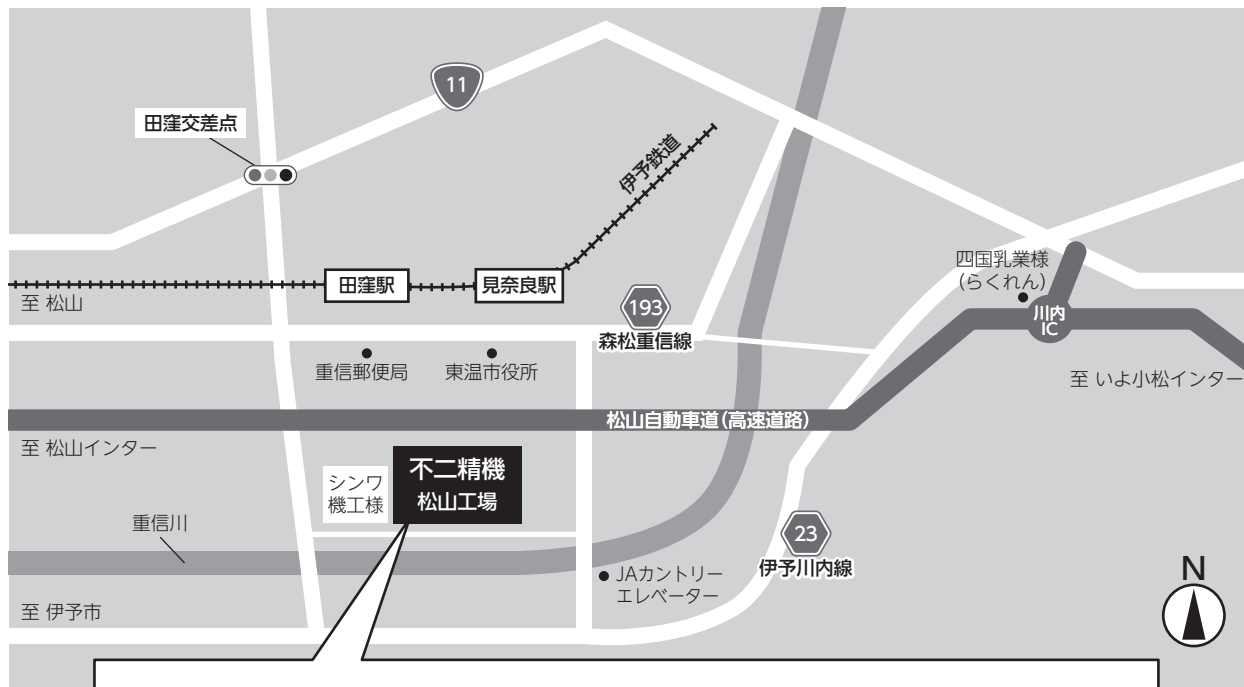 11
田窪交差点
伊予鉄道
四国乳業様
(らくれん)
田窪駅
見奈良駅
至 松山
193
森松重信線
川内
IC
重信郵便局
東温市役所
至 いよ小松インター
松山自動車道(高速道路)
至 松山インター
シンワ
機工様
不二精機
松山工場
重信川
23
伊予川内線
JAカントリー
エレベーター
N
至 伊予市